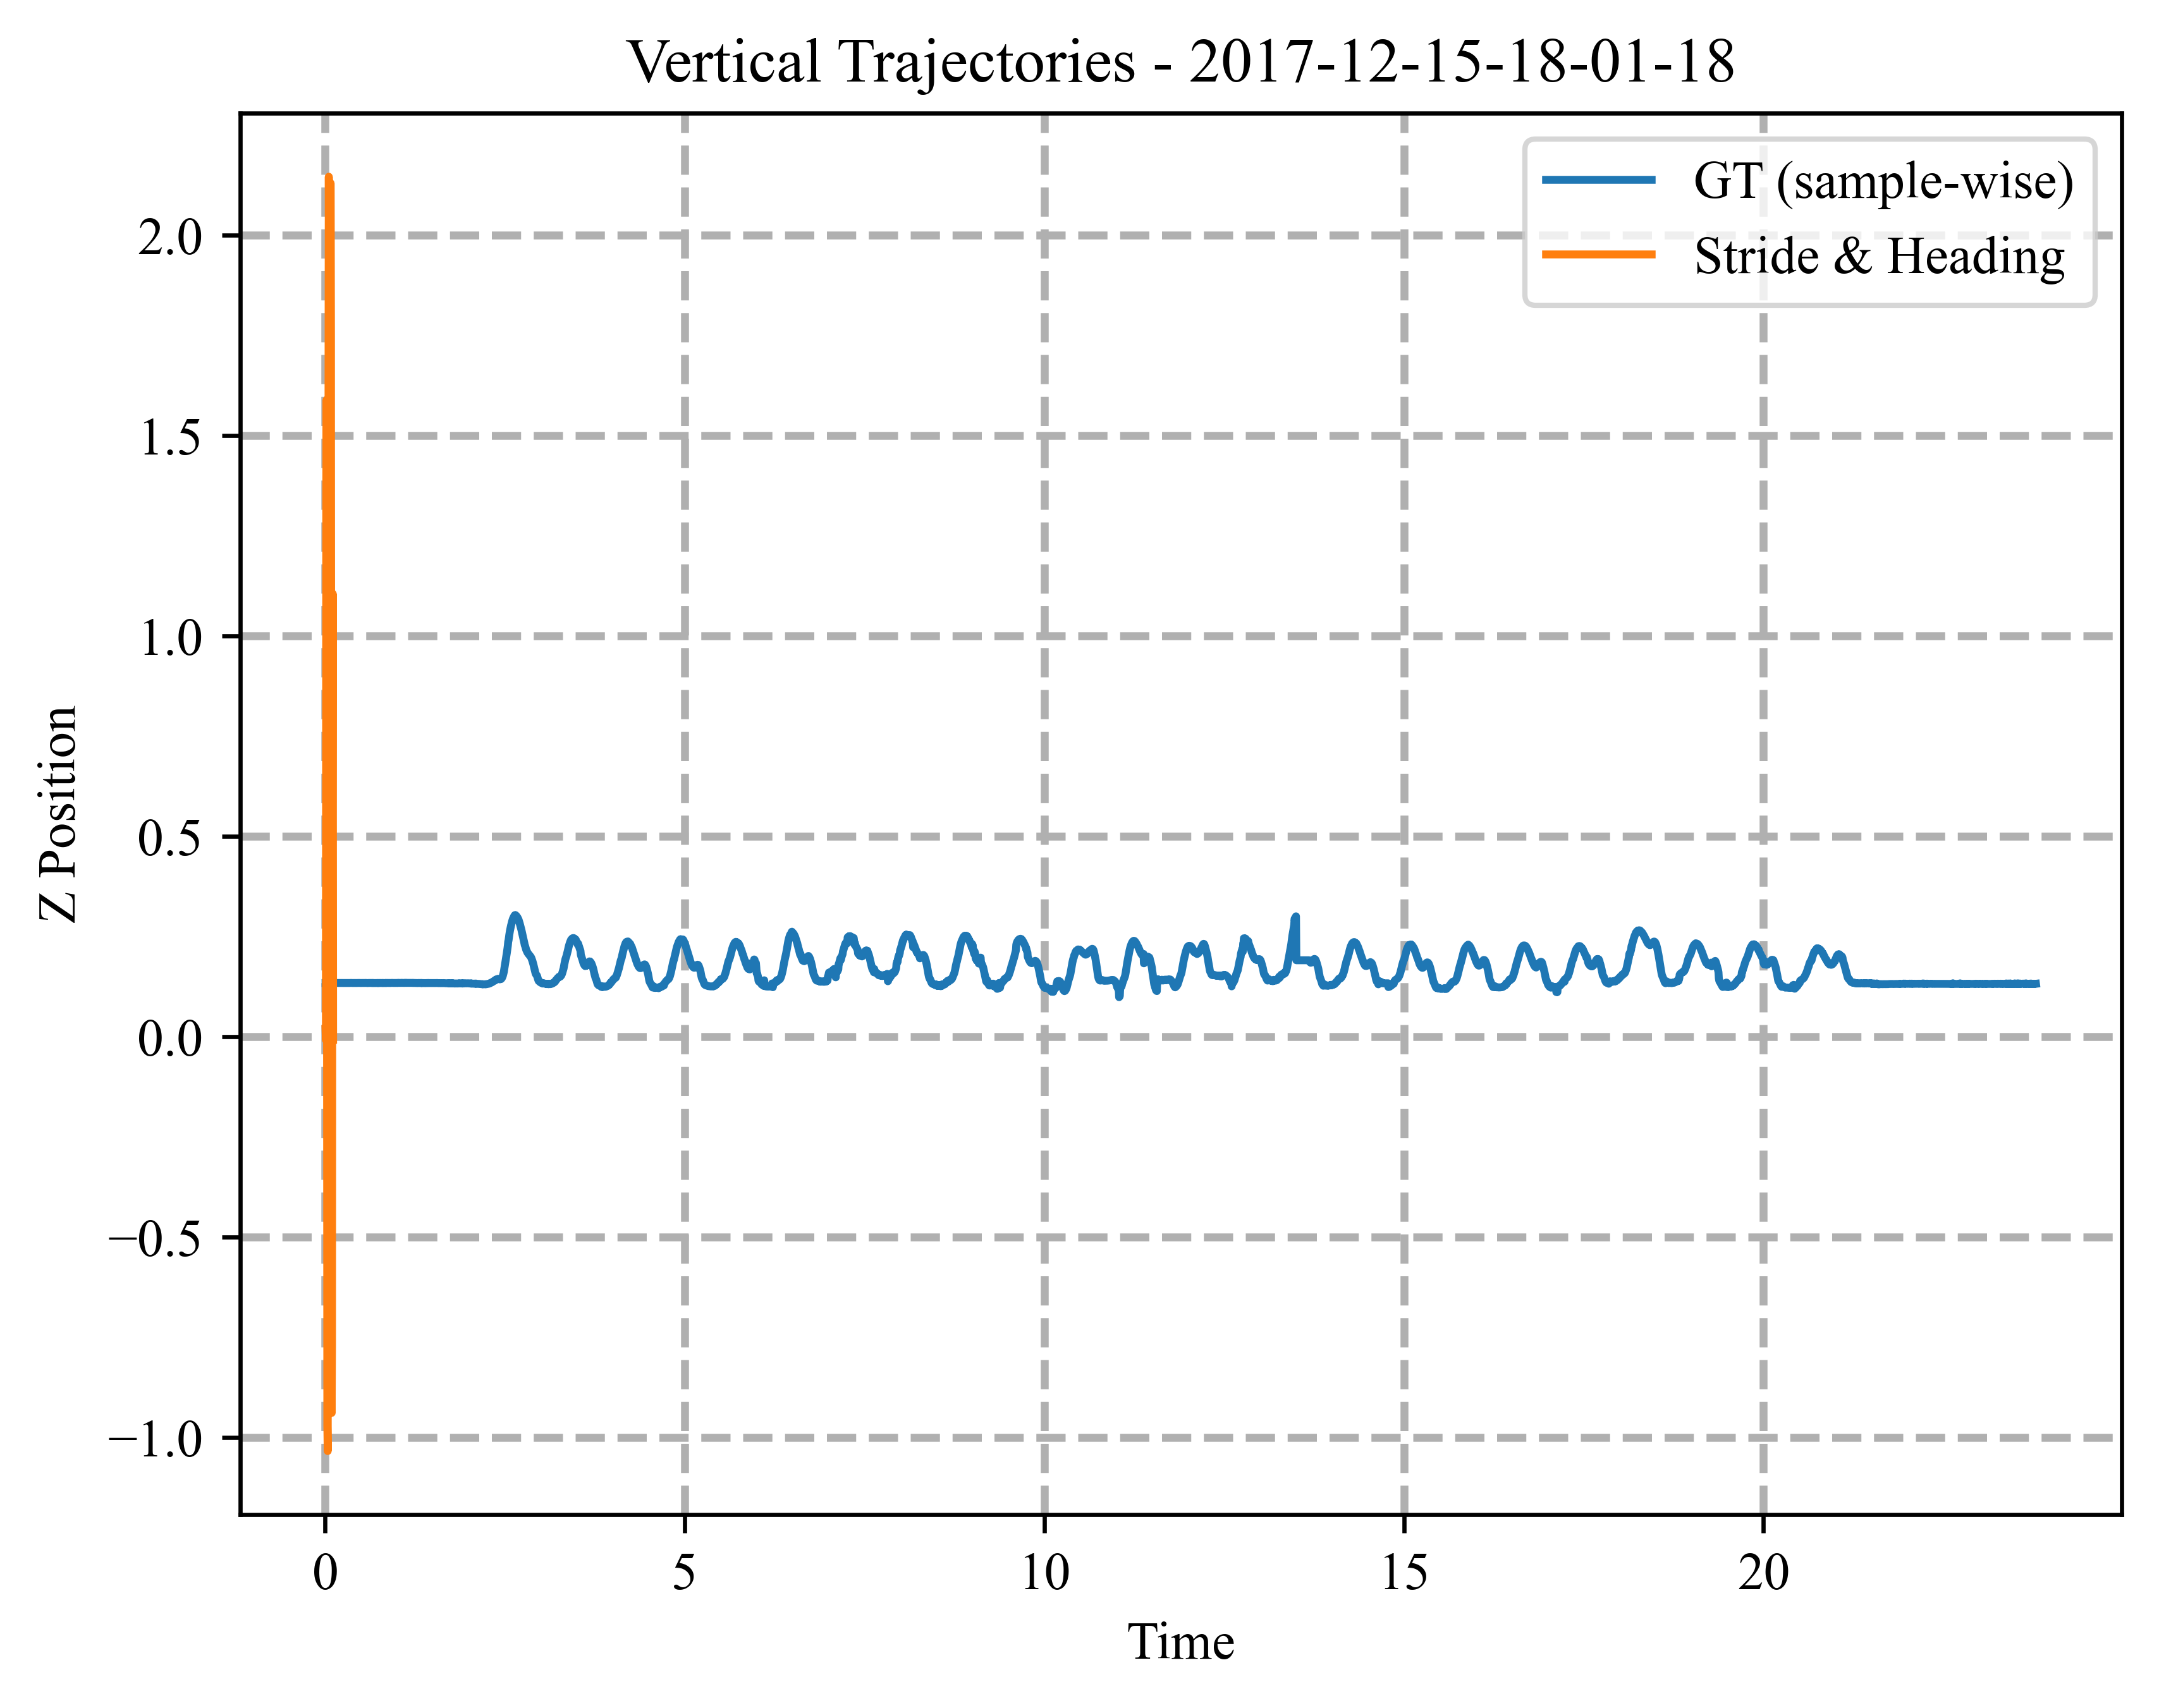 Vertical Trajectories - 2017-12-15-18-01-18
GT (sample-wise)
Stride & Heading
2.0
1.5
1.0
0.5
0.0
−0.5
−1.0
Z Position
0 5 10 15 20
Time